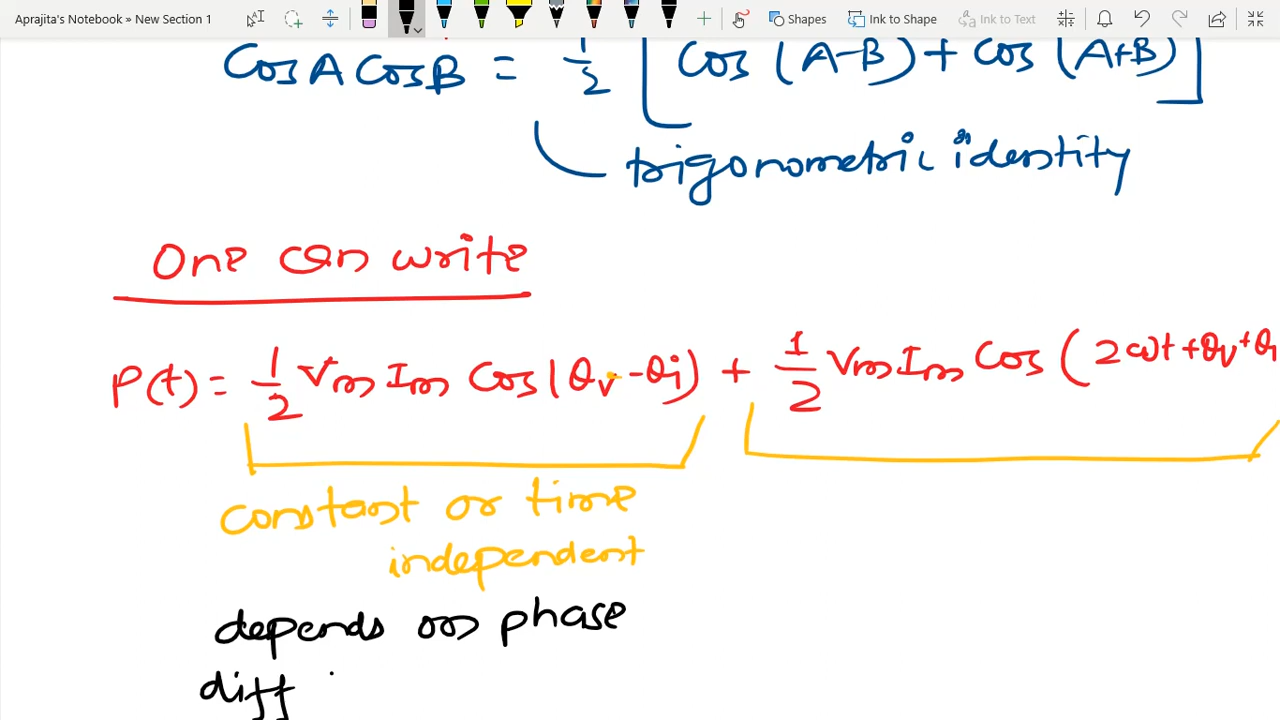 Aprajita's Notebook » New Section 1
Shapes
Ink to Shape
Ink to Text
CosA CosB = 1/2 [Cos (A-B) + Cos (A+B)]
trigonometric identity
One can write
P(t) = 1/2 Vm Im Cos(θv - θi) + 1/2 Vm Im Cos (2ωt + θv + θi
constant or time
independent
depends on phase
diff